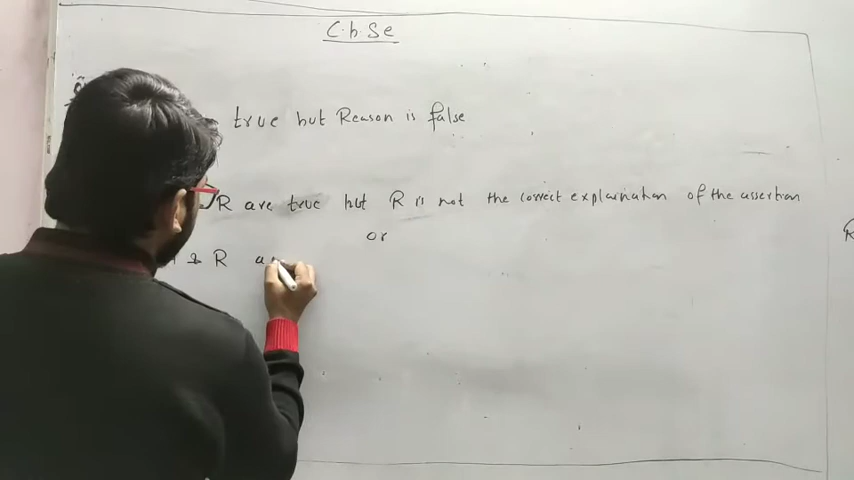 C.b.Se
true but Reason is false
R are true but R is not the correct explanation of the assertion
or
& R a